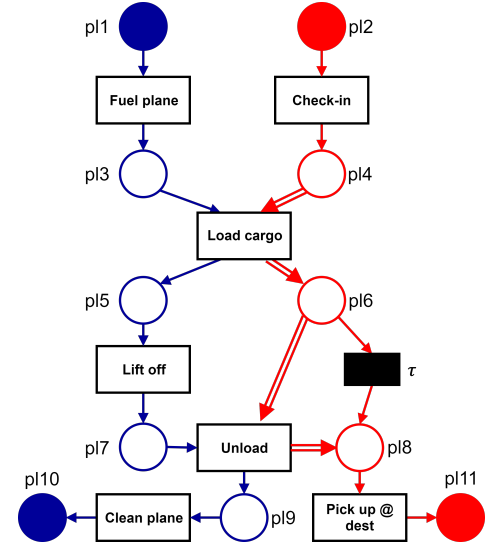 pl1
pl2
Fuel plane
Check-in
pl3
pl4
Load cargo
pl5
pl6
Lift off
τ
pl7
Unload
pl8
pl10
pl11
Clean plane
pl9
Pick up @
dest